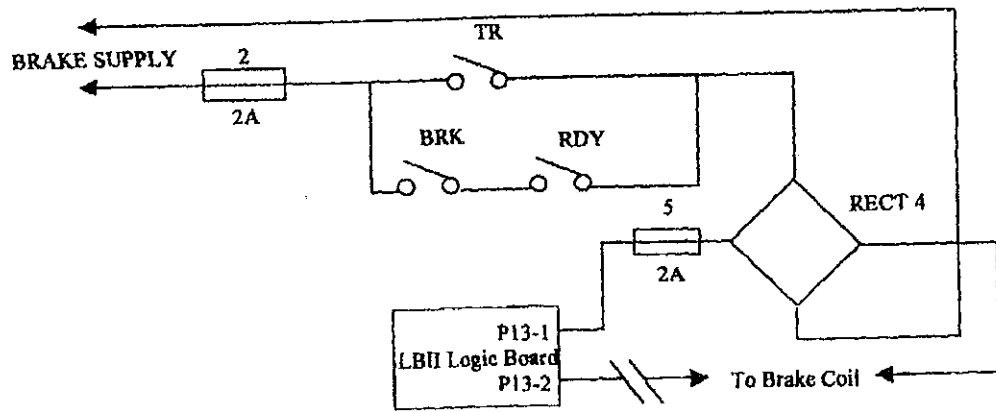 TR
BRAKE SUPPLY
2
2A
BRK
RDY
RECT 4
5
2A
P13-1
LBII Logic Board
P13-2
To Brake Coil